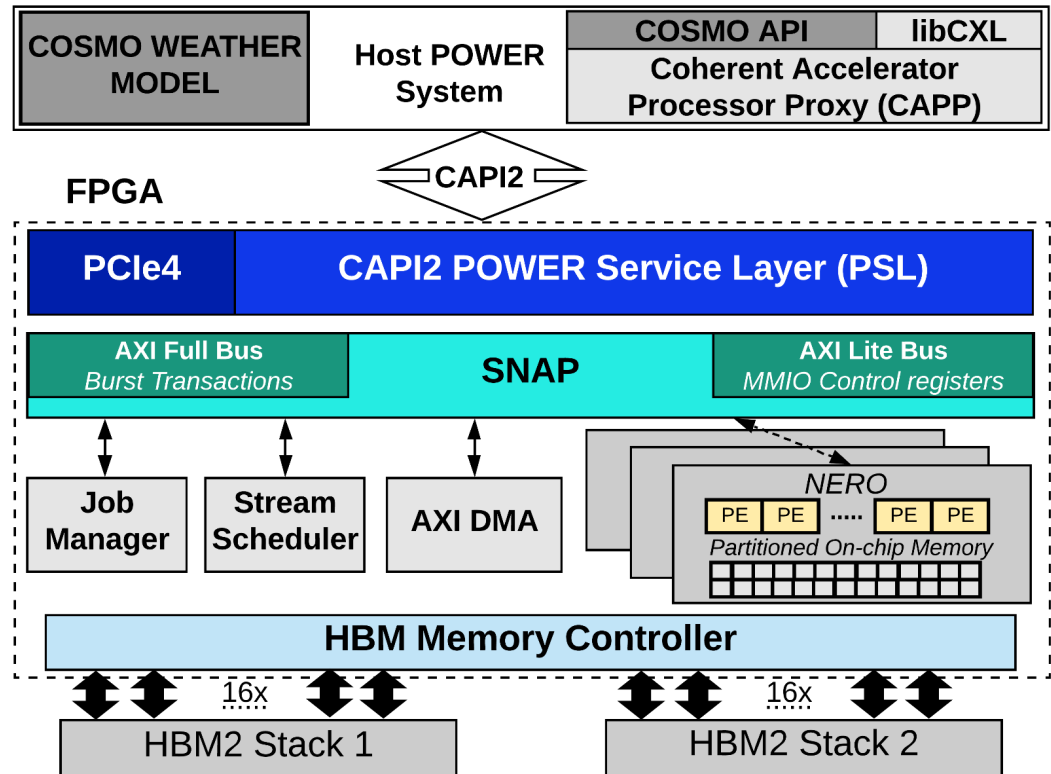 COSMO WEATHER
MODEL
Host POWER
System
COSMO API
libCXL
Coherent Accelerator
Processor Proxy (CAPP)
CAPI2
FPGA
PCIe4
CAPI2 POWER Service Layer (PSL)
AXI Full Bus
Burst Transactions
SNAP
AXI Lite Bus
MMIO Control registers
Job
Manager
Stream
Scheduler
AXI DMA
NERO
PE PE ..... PE PE
Partitioned On-chip Memory
HBM Memory Controller
16x
16x
HBM2 Stack 1
HBM2 Stack 2